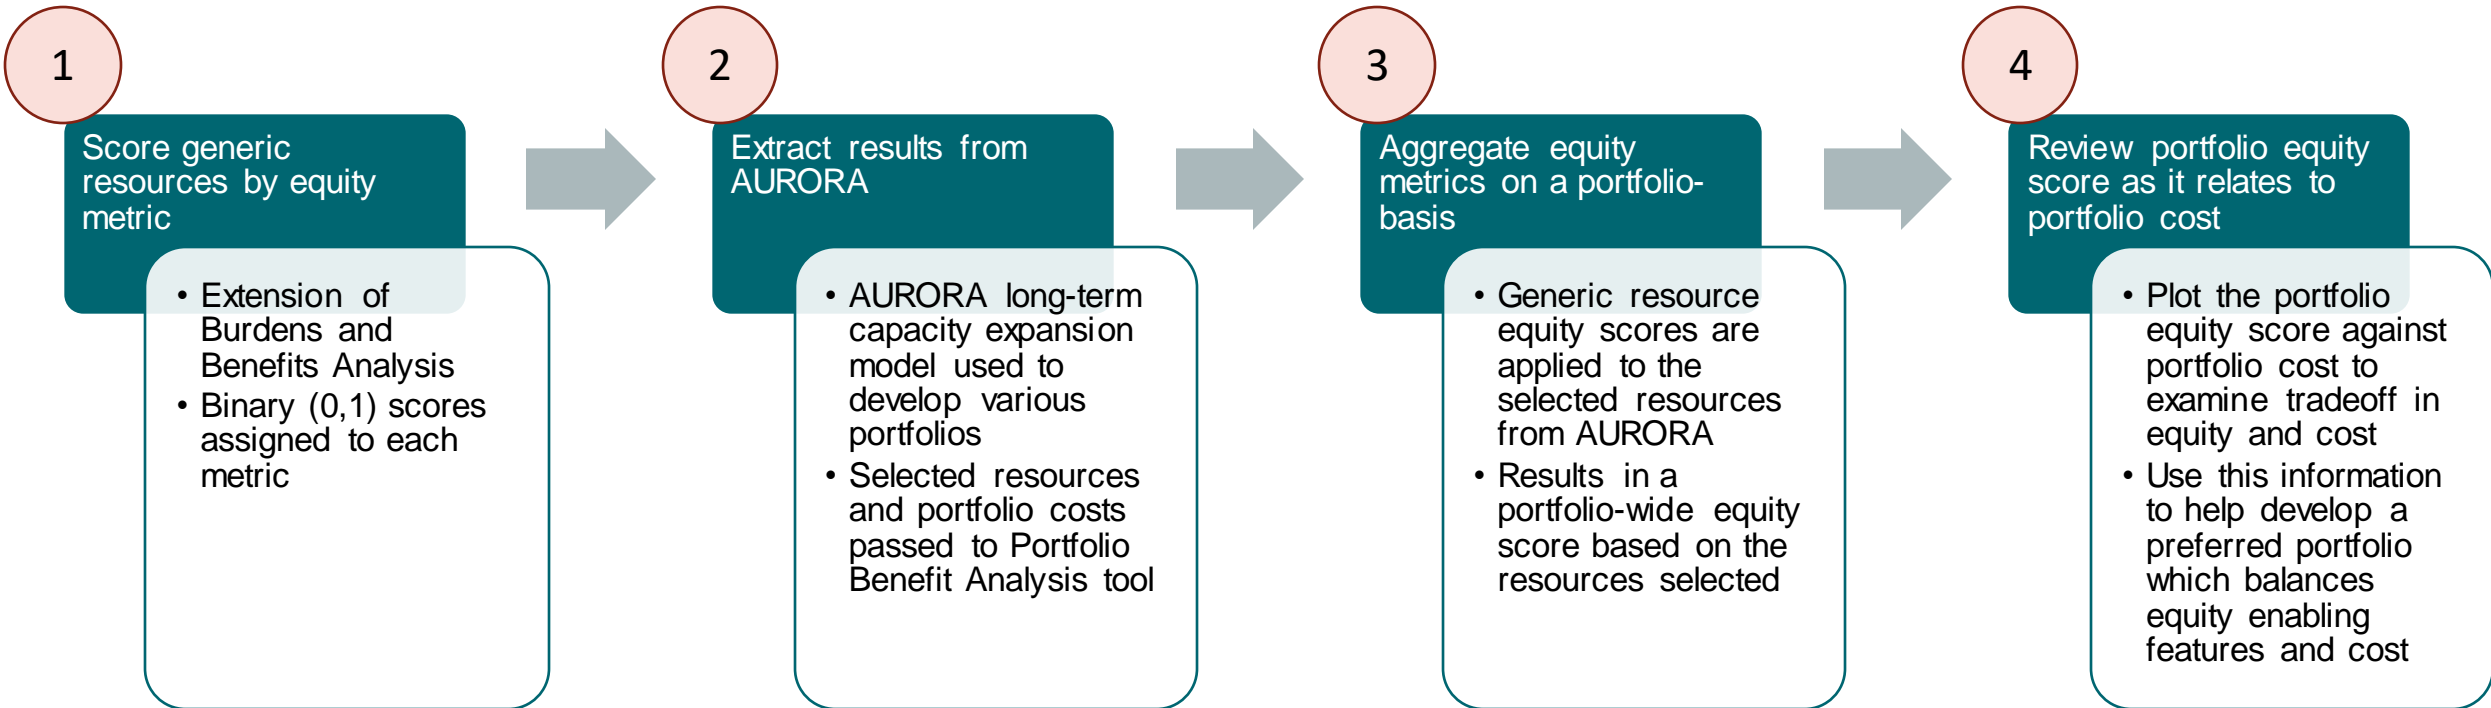 1
Score generic
resources by equity
metric
• Extension of
Burdens and
Benefits Analysis
• Binary (0,1) scores
assigned to each
metric
2
Extract results from
AURORA
• AURORA long-term
capacity expansion
model used to
develop various
portfolios
• Selected resources
and portfolio costs
passed to Portfolio
Benefit Analysis tool
3
Aggregate equity
metrics on a portfolio-
basis
• Generic resource
equity scores are
applied to the
selected resources
from AURORA
• Results in a
portfolio-wide equity
score based on the
resources selected
4
Review portfolio equity
score as it relates to
portfolio cost
• Plot the portfolio
equity score against
portfolio cost to
examine tradeoff in
equity and cost
• Use this information
to help develop a
preferred portfolio
which balances
equity enabling
features and cost